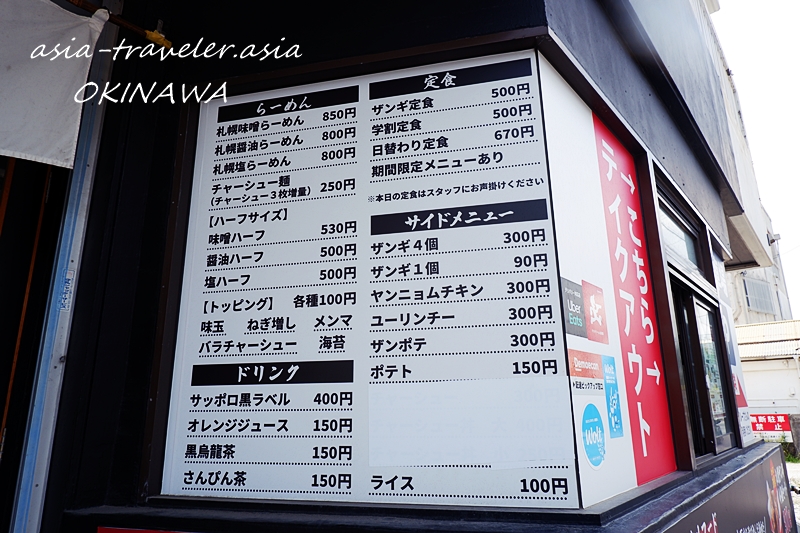 asia-traveler.asia
OKINAWA
らーめん
札幌味噌らーめん 850円
札幌醤油らーめん 800円
札幌塩らーめん 800円
チャーシュー麺 250円
(チャーシュー3枚増量)
【ハーフサイズ】
味噌ハーフ 530円
醤油ハーフ 500円
塩ハーフ 500円
【トッピング】 各種100円
味玉 ねぎ増し メンマ
バラチャーシュー 海苔
ドリンク
サッポロ黒ラベル 400円
オレンジジュース 150円
黒烏龍茶 150円
さんぴん茶 150円
定食
ザンギ定食 500円
学割定食 500円
日替わり定食 670円
期間限定メニューあり
※本日の定食はスタッフにお声掛けください
サイドメニュー
ザンギ4個 300円
ザンギ1個 90円
ヤンニョムチキン 300円
ユーリンチー 300円
ザンポテ 300円
ポテト 150円
ライス 100円
→こちら→
テイクアウト
Uber
Eats
Demaecan
Wolt
無断駐車
禁止